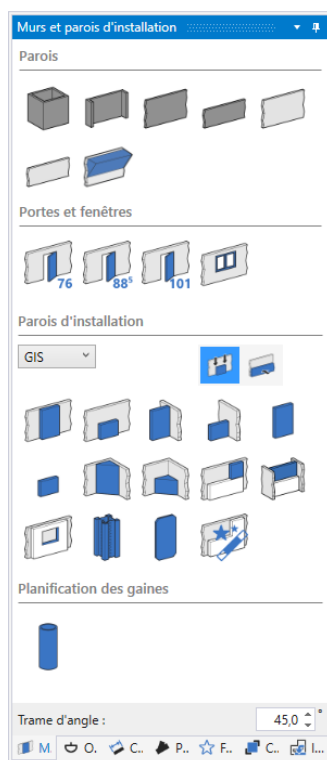 Murs et parois d'installation
Parois
Portes et fenêtres
76 88⁵ 101
Parois d'installation
GIS
Planification des gaines
Trame d'angle : 45,0 °
M. O. C.. P.. F.. C.. I...